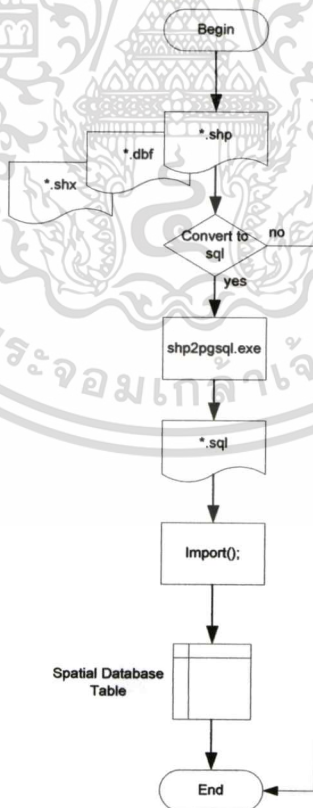 Begin
*.shp
*.dbf
*.shx
Convert to
sql
no
yes
shp2pgsql.exe
*.sql
Import();
Spatial Database
Table
End